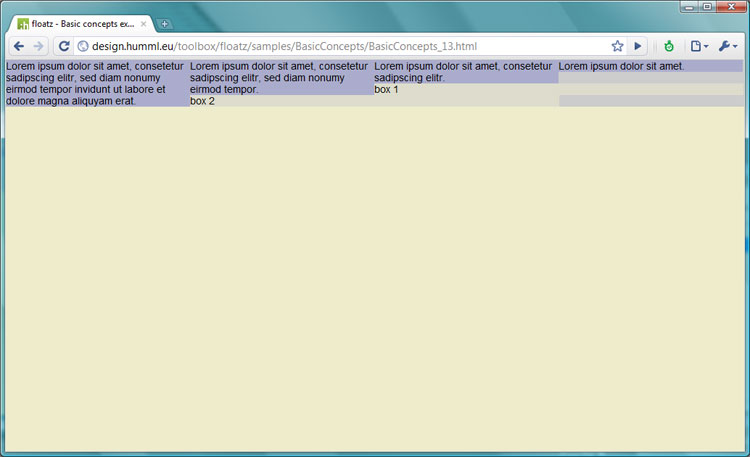 floatz - Basic concepts ex...
design.humml.eu/toolbox/floatz/samples/BasicConcepts/BasicConcepts_13.html
Lorem ipsum dolor sit amet, consetetur
sadipscing elitr, sed diam nonumy
eirmod tempor invidunt ut labore et
dolore magna aliquyam erat.
Lorem ipsum dolor sit amet, consetetur
sadipscing elitr, sed diam nonumy
eirmod tempor.
box 2
Lorem ipsum dolor sit amet, consetetur
sadipscing elitr.
box 1
Lorem ipsum dolor sit amet.